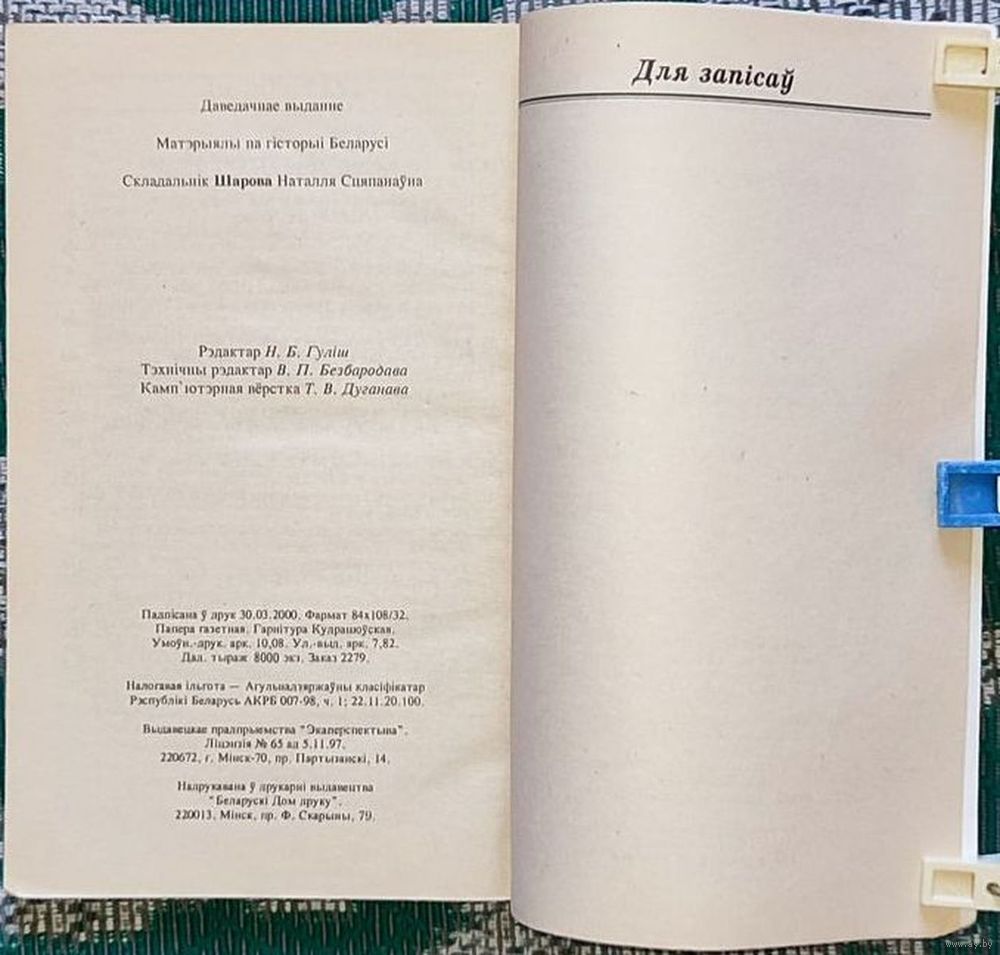 Даведачнае выданне
Матэрыялы па гісторыі Беларусі
Складальнік Шарова Наталля Сцяпанаўна
Рэдактар Н. Б. Гуліш
Тэхнічны рэдактар В. П. Безбародава
Камп`ютэрная вёрстка Т. В. Дуганава
Падпісана ў друк 30.03.2000. Фармат 84х108/32.
Папера газетная. Гарнітура Кудрашоўская.
Умоўн.-друк. арк. 10,08. Ул.-выд. арк. 7,82.
Дад. тыраж 8000 экз. Заказ 2279.
Налогавая ільгота — Агульнадзяржаўны класіфікатар
Рэспублікі Беларусь АКРБ 007-98, ч. 1; 22.11.20.100.
Выдавецкае прадпрыемства "Экаперспектыва".
Ліцэнзія № 65 ад 5.11.97.
220672, г. Мінск-70, пр. Партызанскі, 14.
Надрукавана ў друкарні выдавецтва
"Беларускі Дом друку".
220013, Мінск, пр. Ф. Скарыны, 79.
Для запісаў
www.ay.by